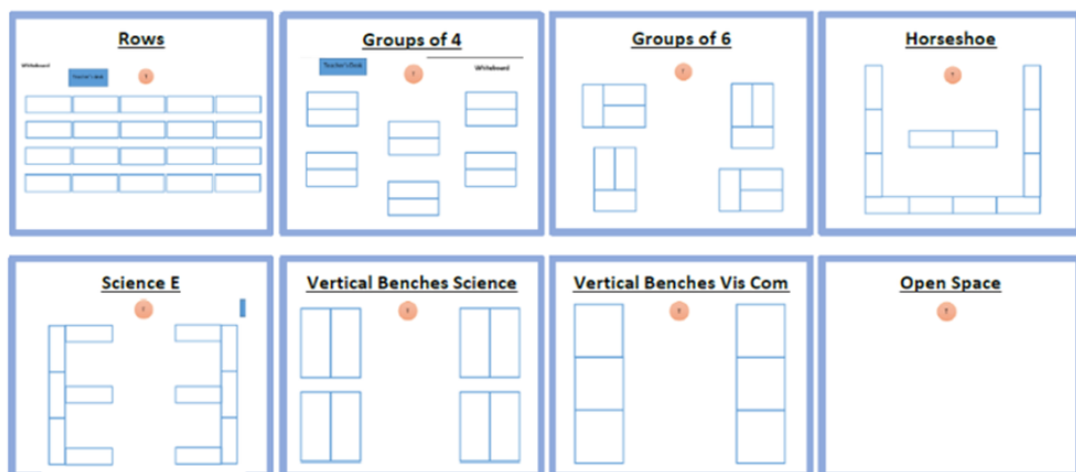 Rows
Groups of 4
Groups of 6
Horseshoe
Whiteboard
Teacher's Desk
Teacher's Desk
Whiteboard
Science E
Vertical Benches Science
Vertical Benches Vis Com
Open Space